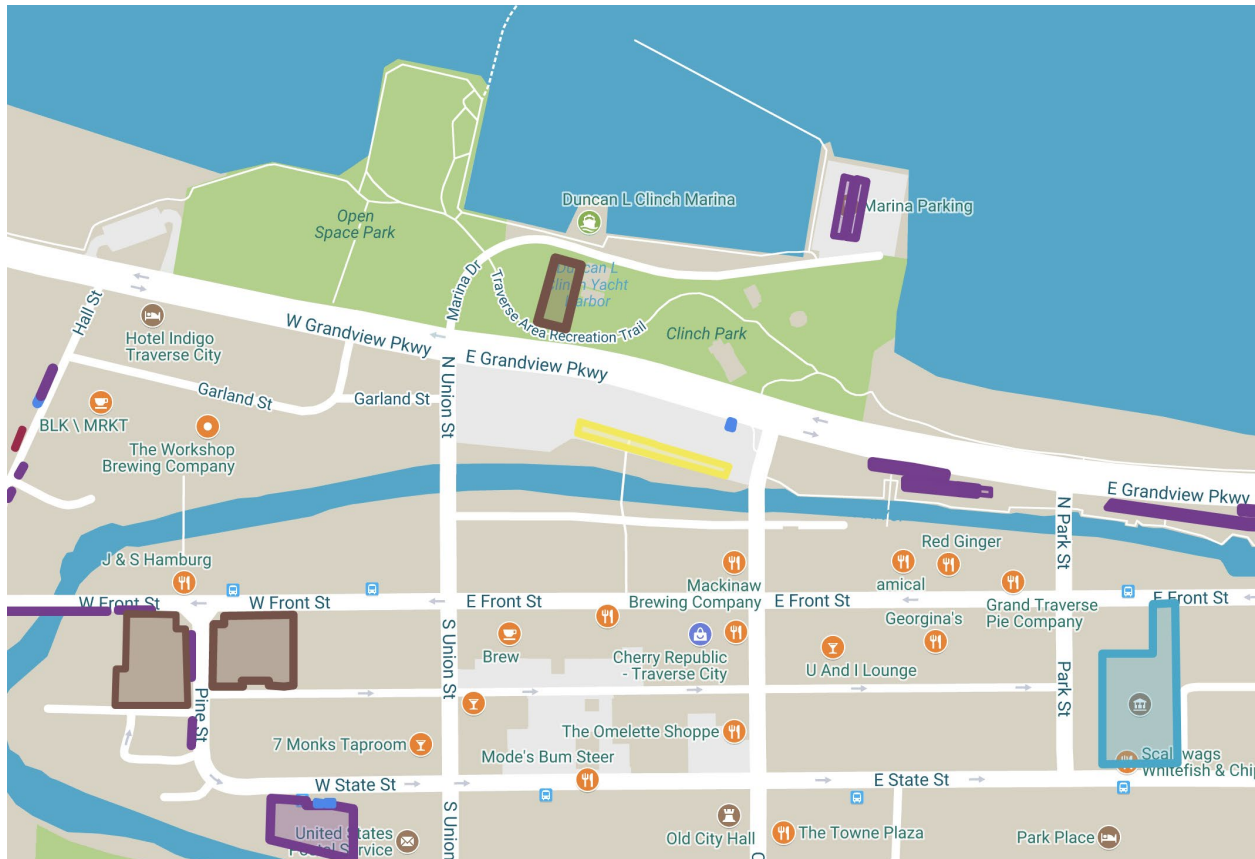 Duncan L Clinch Marina
Marina Parking
Open
Space Park
Duncan L
Clinch Yacht
Harbor
Marina Dr
Traverse Area Recreation Trail
Clinch Park
Hall St
Hotel Indigo
Traverse City
W Grandview Pkwy
E Grandview Pkwy
Garland St
Garland St
N Union St
BLK \ MRKT
The Workshop
Brewing Company
E Grandview Pkwy
N Park St
J & S Hamburg
Red Ginger
amical
Mackinaw
Brewing Company
Grand Traverse
Pie Company
W Front St
W Front St
E Front St
E Front St
E Front St
Georgina's
Brew
Cherry Republic
- Traverse City
U And I Lounge
S Union St
Pine St
Park St
7 Monks Taproom
The Omelette Shoppe
Mode's Bum Steer
Scalawags
Whitefish & Chip
W State St
E State St
United States
Postal Service
S Union
Old City Hall
The Towne Plaza
Park Place
C